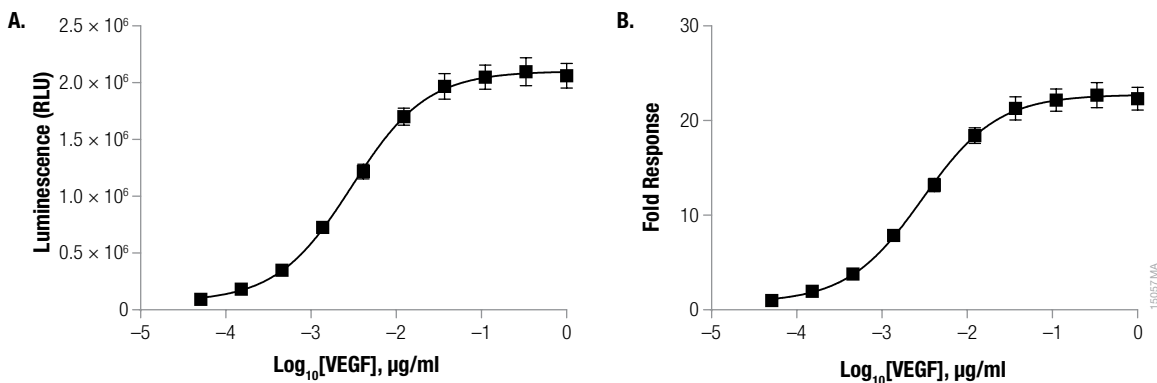 A.
Luminescence (RLU)
2.5 × 10⁶
2.0 × 10⁶
1.5 × 10⁶
1.0 × 10⁶
0.5 × 10⁶
0
–5
–4
–3
–2
–1
0
Log₁₀[VEGF], µg/ml
B.
Fold Response
30
20
10
0
–5
–4
–3
–2
–1
0
Log₁₀[VEGF], µg/ml
15057MA